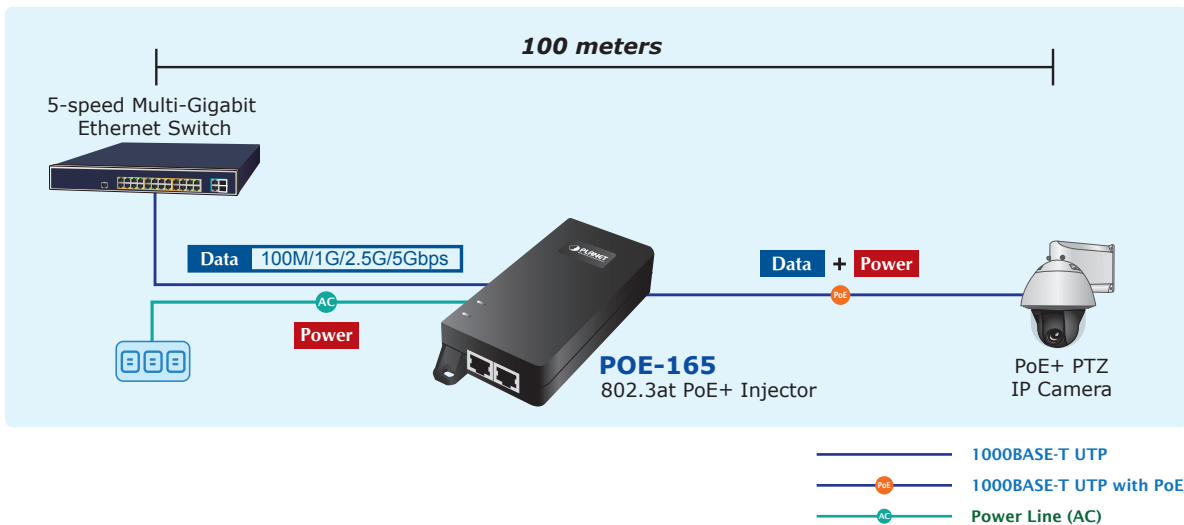 100 meters
5-speed Multi-Gigabit
Ethernet Switch
Data 100M/1G/2.5G/5Gbps
PLANET
Data + Power
AC
PoE
Power
POE-165
802.3at PoE+ Injector
PoE+ PTZ
IP Camera
1000BASE-T UTP
PoE 1000BASE-T UTP with PoE
AC Power Line (AC)